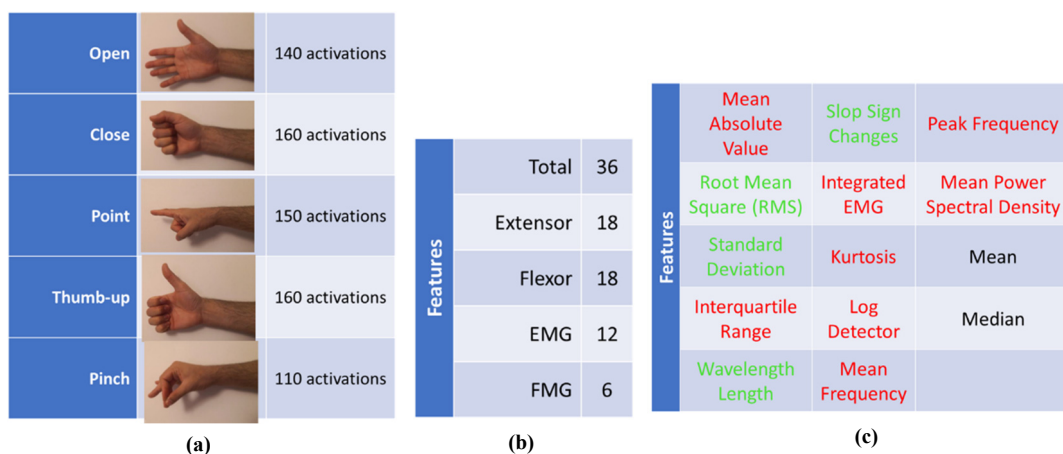 Open
140 activations
Close
160 activations
Point
150 activations
Thumb-up
160 activations
Pinch
110 activations
(a)
Features
Total
36
Extensor
18
Flexor
18
EMG
12
FMG
6
(b)
Features
Mean
Absolute
Value
Slop Sign
Changes
Peak Frequency
Root Mean
Square (RMS)
Integrated
EMG
Mean Power
Spectral Density
Standard
Deviation
Kurtosis
Mean
Interquartile
Range
Log
Detector
Median
Wavelength
Length
Mean
Frequency
(c)